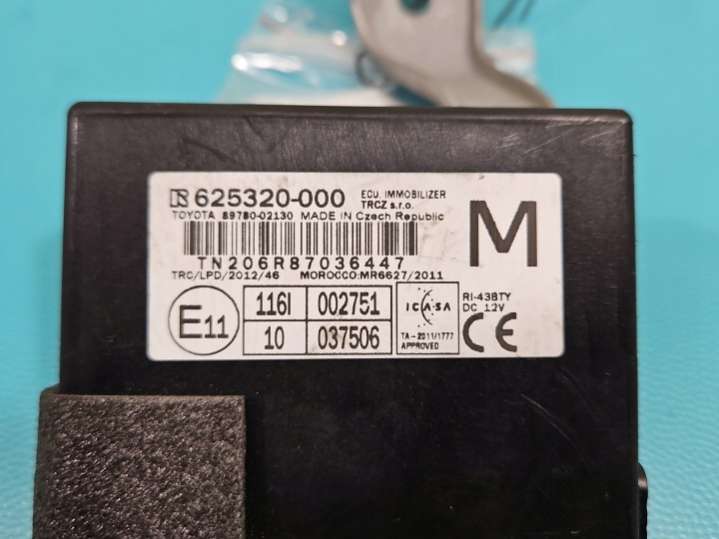 R 625320-000 ECU, IMMOBILIZER
TRCZ s.r.o.
TOYOTA 89780-02130 MADE IN Czech Republic
M
TN206R87036447
TRC/LPD/2012/46 MOROCCO:MR6627/2011
E11
116I 002751
10 037506
ICASA
TA-2011/1777
APPROVED
RI-43BTY
DC 12V
CE